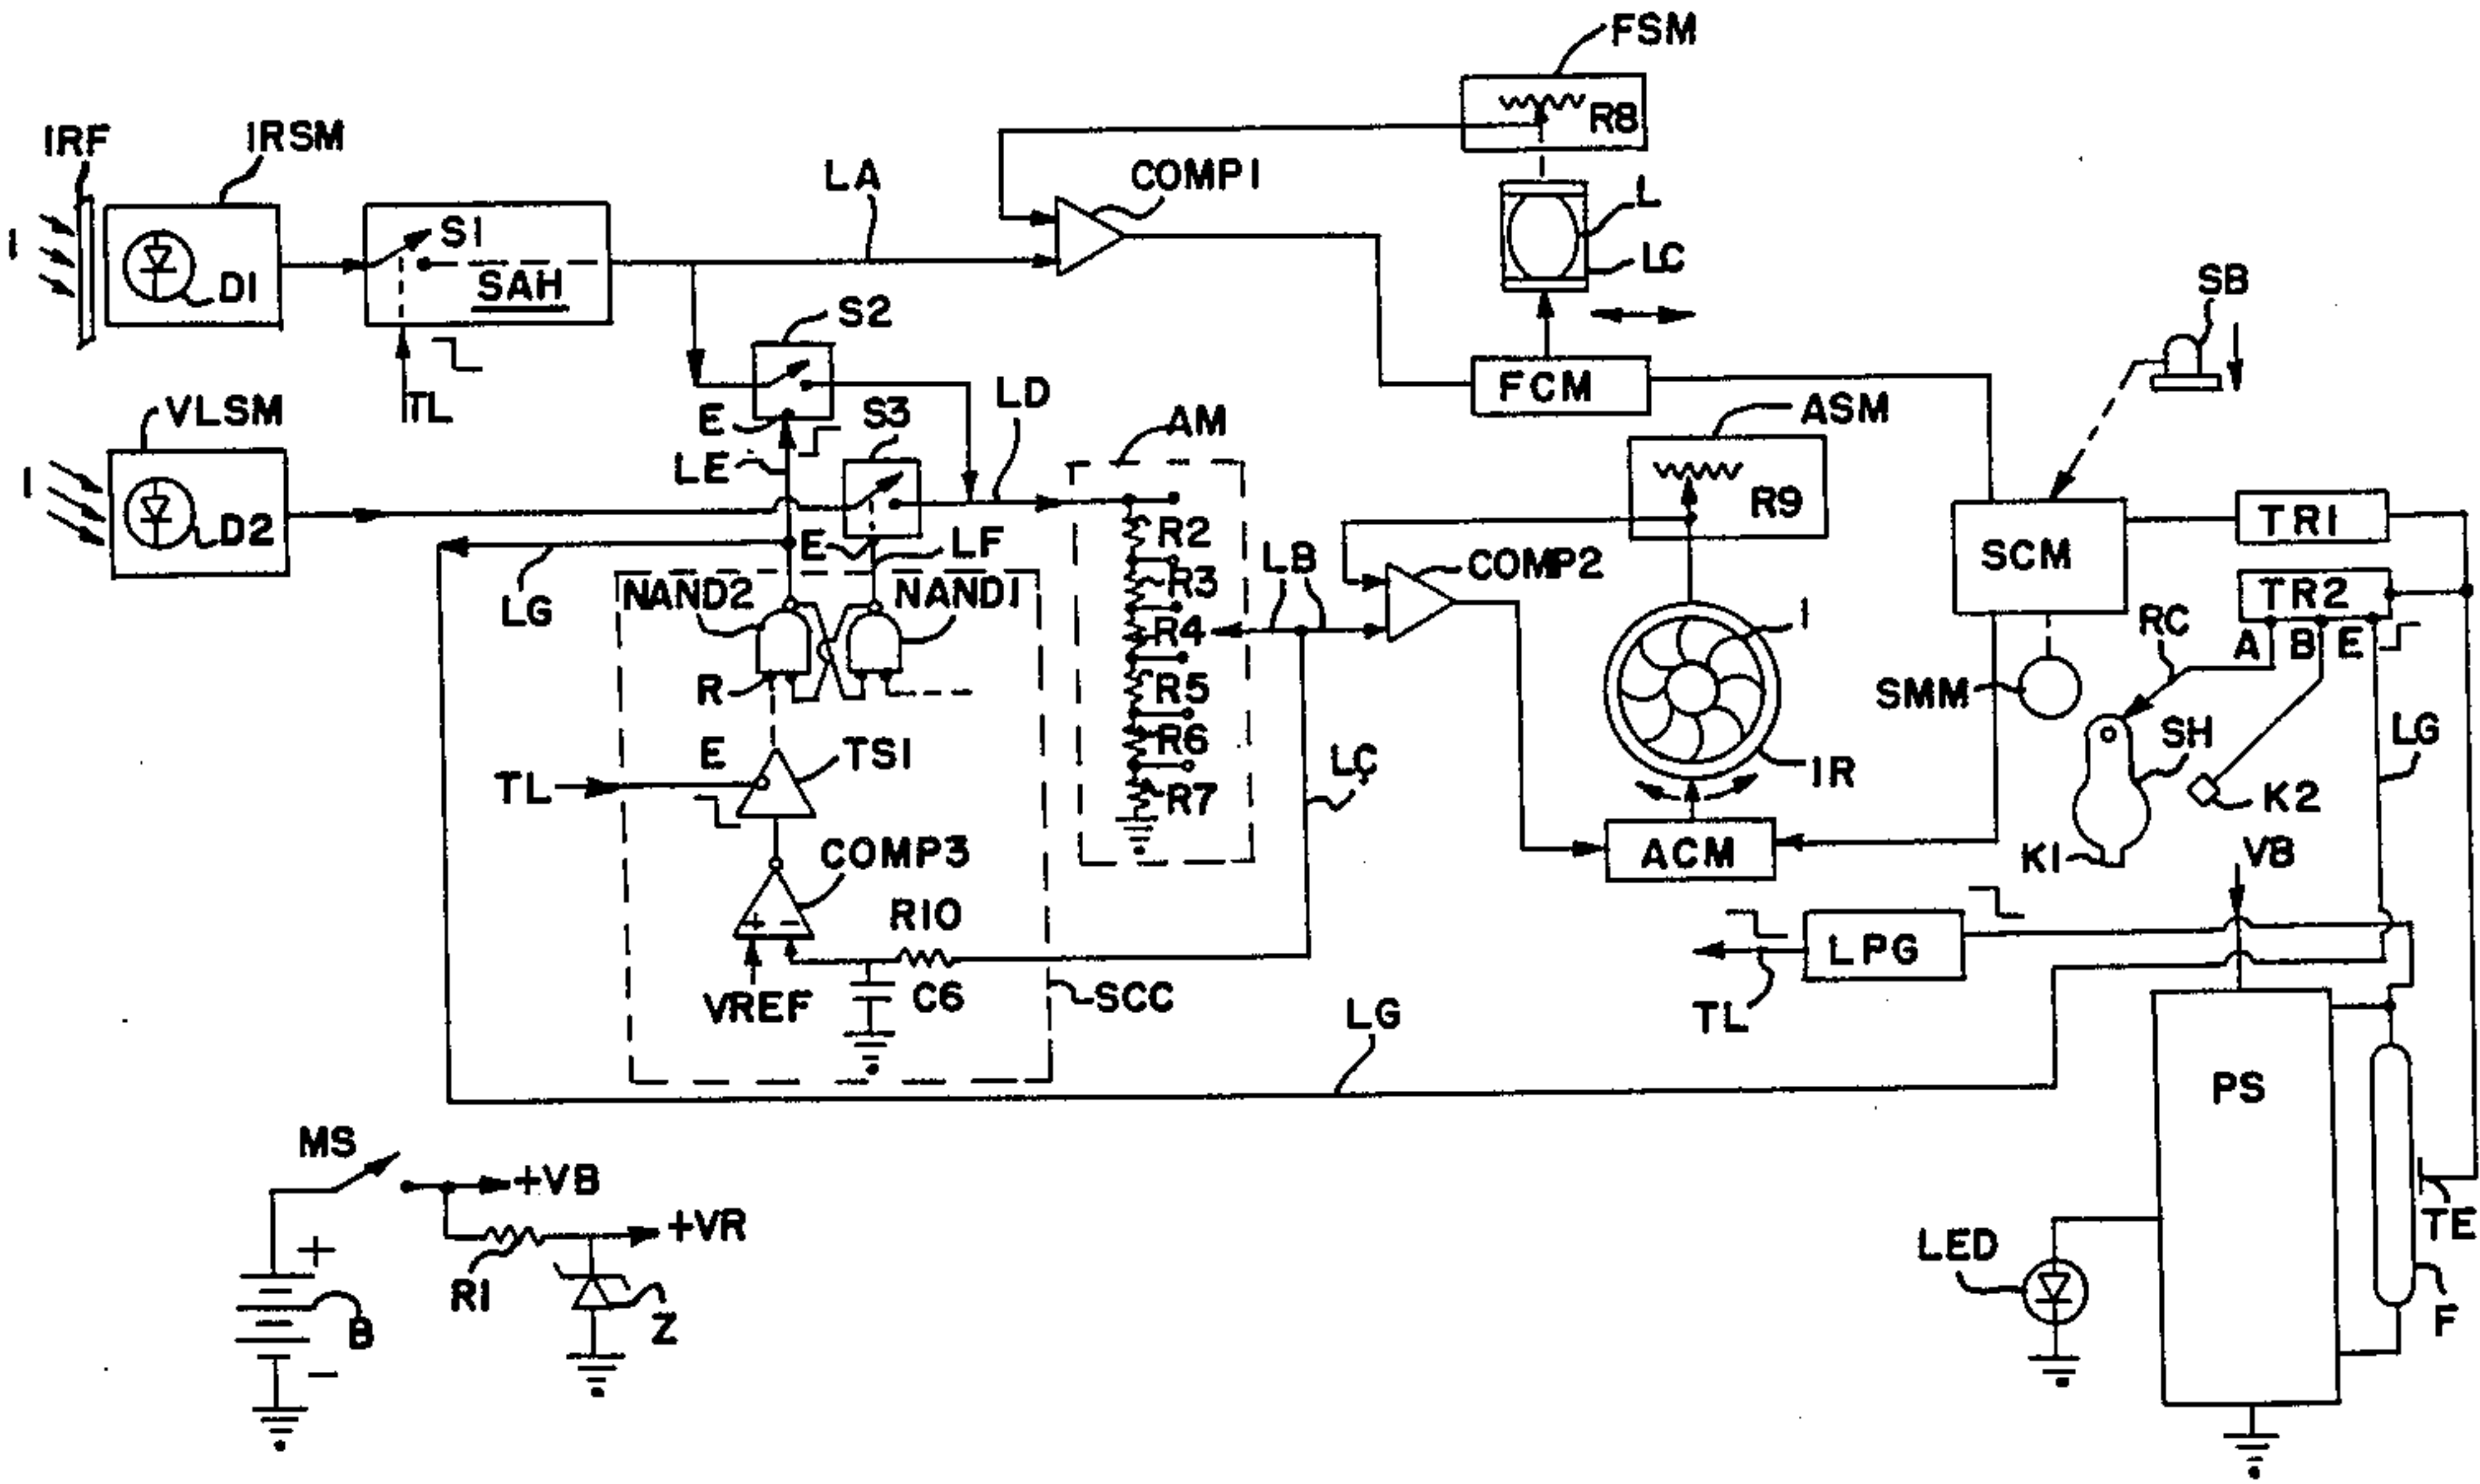 FSM
R8
IRF
IRSM
LA
COMP1
L
I
S1
D1
SAH
LC
S2
SB
TL
FCM
VLSM
E
S3
LD
AM
ASM
LE
I
D2
R2
R9
SCM
TR1
E
LF
LG
NAND2
NAND1
R3
LB
COMP2
TR2
R4
I
RC
A
B
E
R
R5
SMM
SH
LG
E
TS1
R6
LC
TL
R7
IR
K2
COMP3
ACM
K1
VB
+
-
R10
LPG
VREF
C6
SCC
TL
LG
PS
MS
+VB
+VR
TE
LED
+
R1
B
Z
F
-